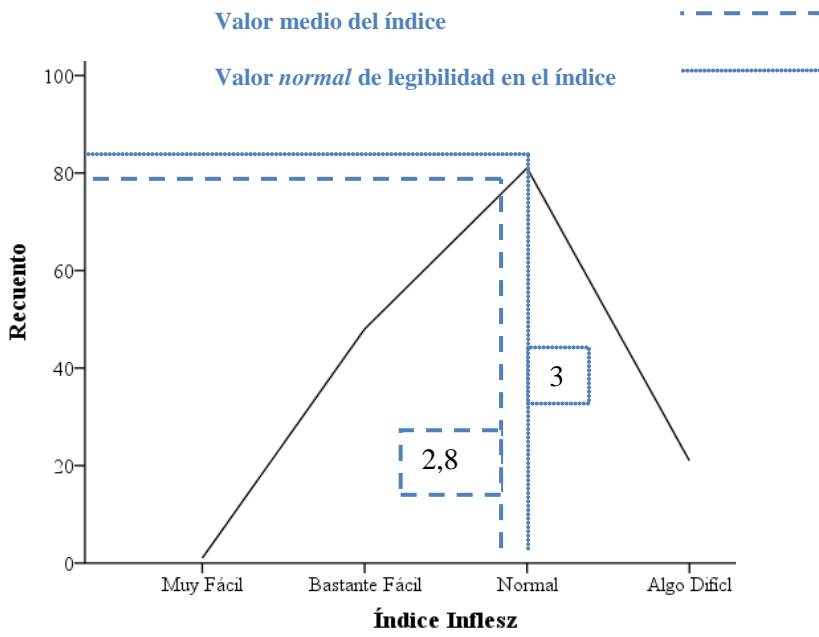 Valor medio del índice
Valor normal de legibilidad en el índice
100
80
60
40
20
0
Recuento
3
2,8
Muy Fácil Bastante Fácil Normal Algo Difícl
Índice Inflesz